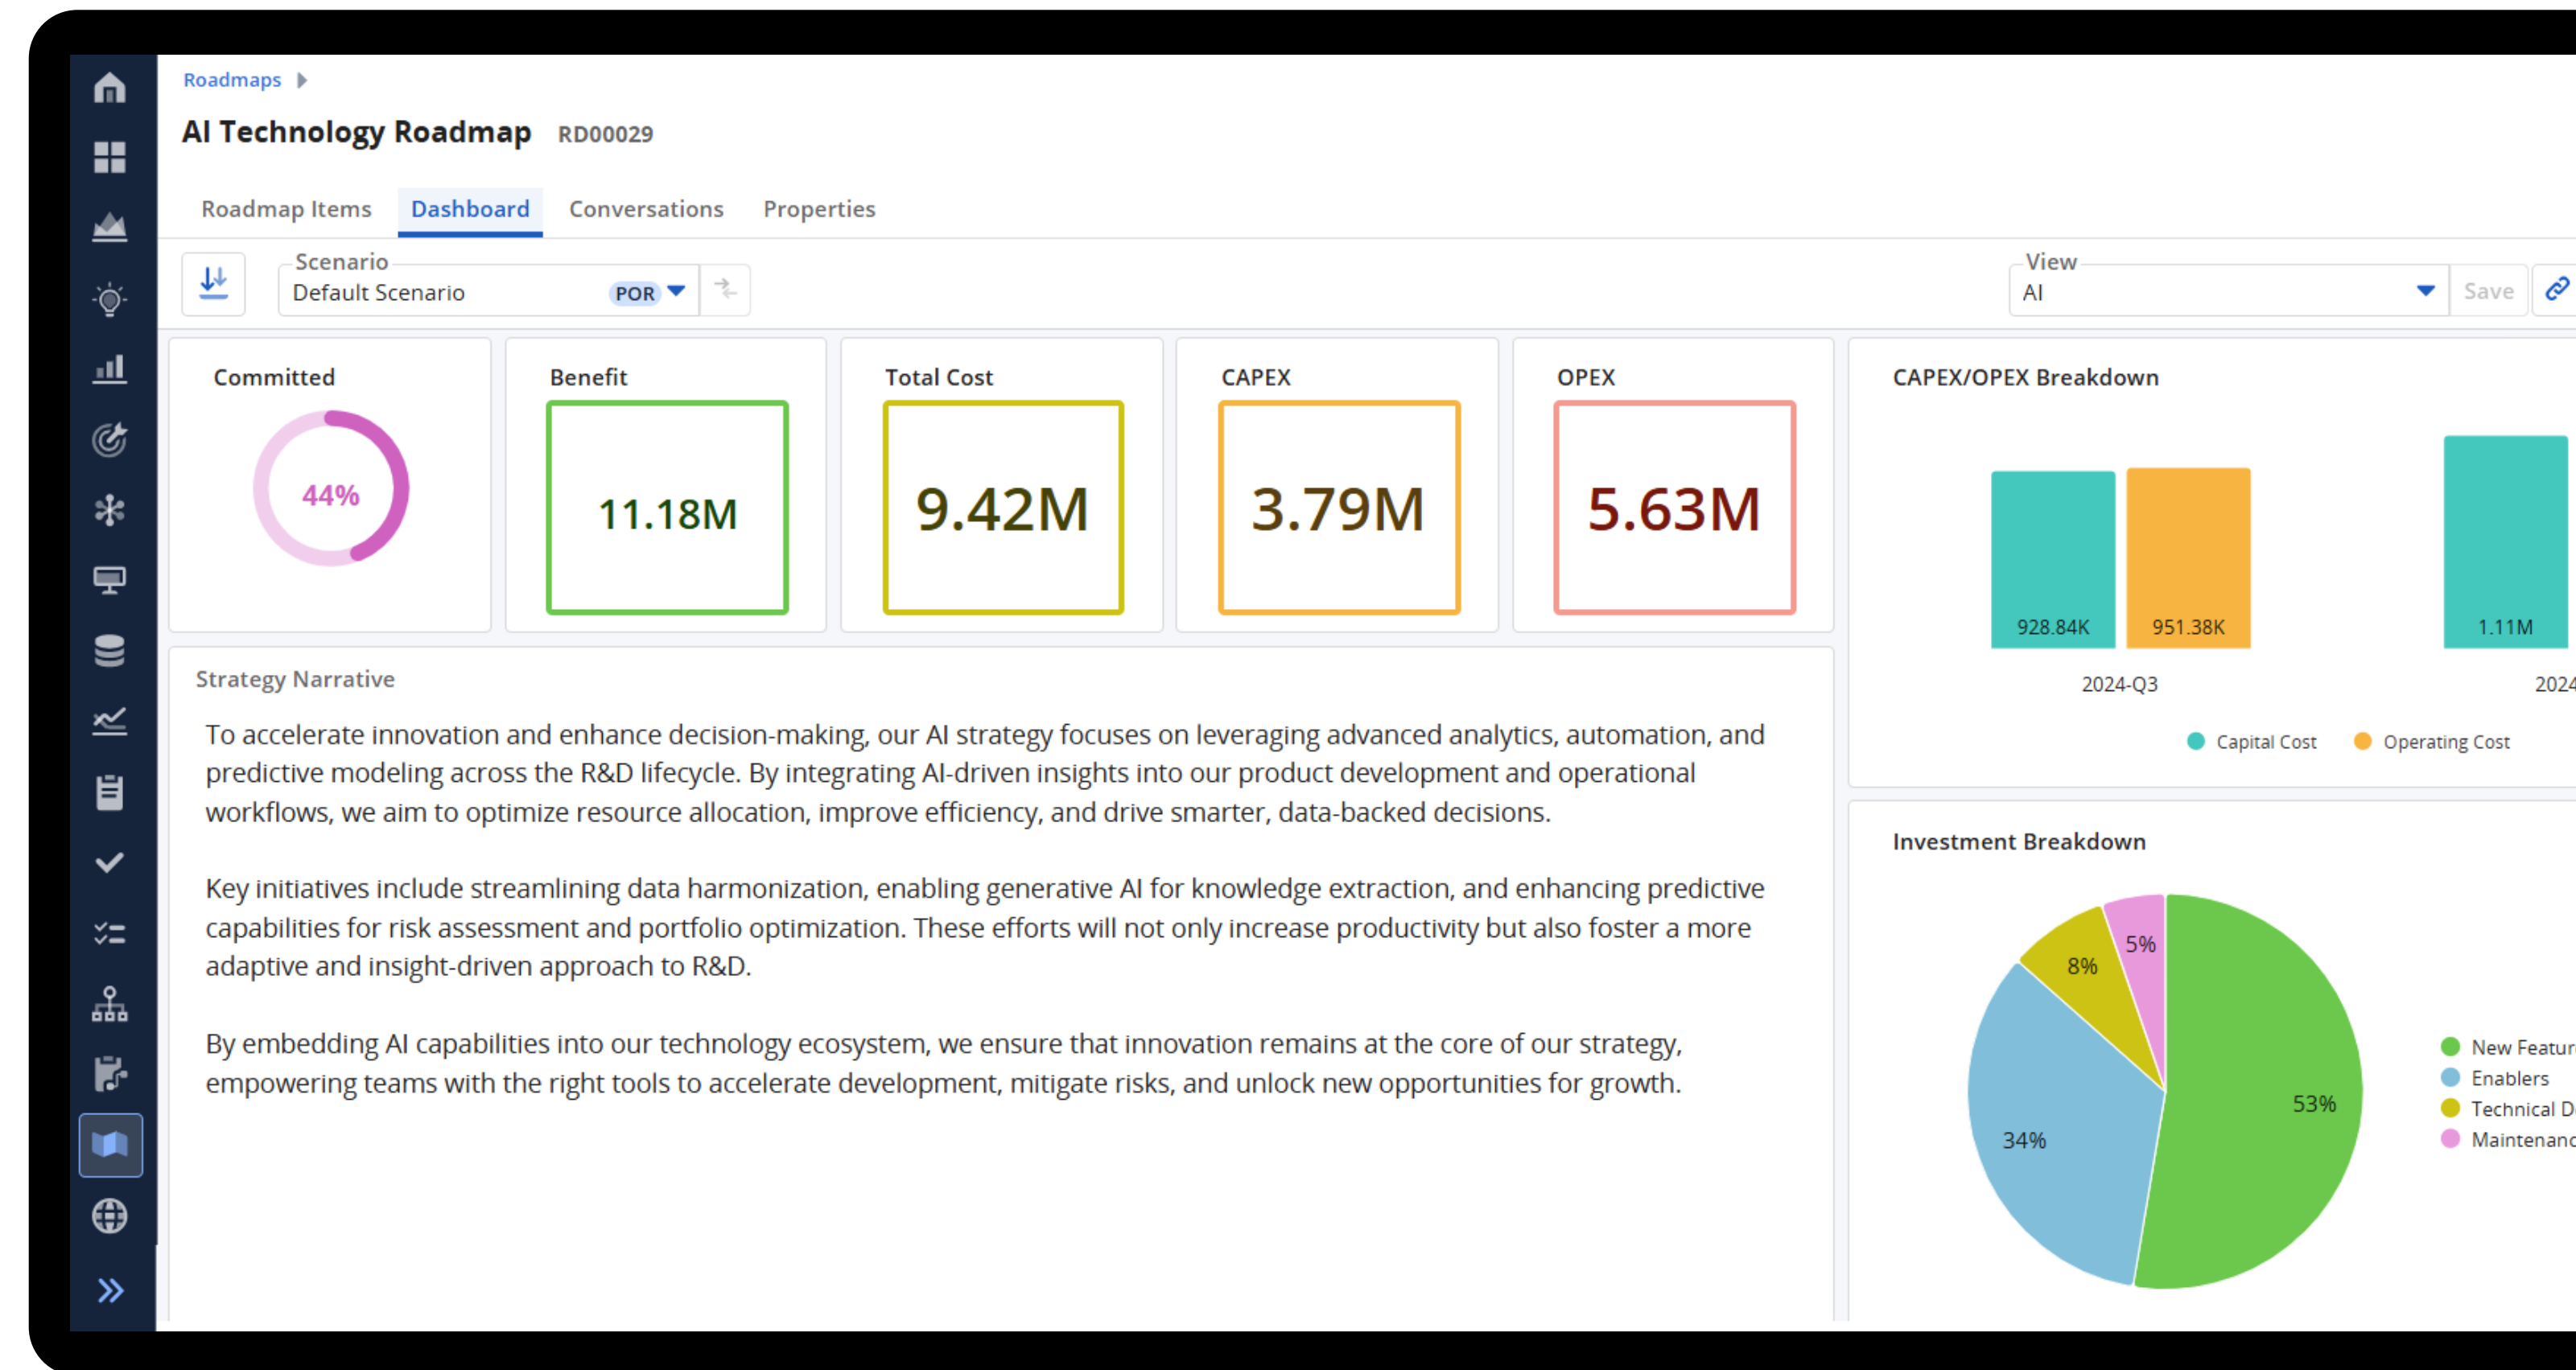 Roadmaps
AI Technology Roadmap RD00029
Roadmap Items Dashboard Conversations Properties
Scenario
Default Scenario POR
View
AI
Save
Committed
44%
Benefit
11.18M
Total Cost
9.42M
CAPEX
3.79M
OPEX
5.63M
CAPEX/OPEX Breakdown
928.84K 951.38K 1.11M
2024-Q3 2024
Capital Cost Operating Cost
Strategy Narrative
To accelerate innovation and enhance decision-making, our AI strategy focuses on leveraging advanced analytics, automation, and
predictive modeling across the R&D lifecycle. By integrating AI-driven insights into our product development and operational
workflows, we aim to optimize resource allocation, improve efficiency, and drive smarter, data-backed decisions.
Key initiatives include streamlining data harmonization, enabling generative AI for knowledge extraction, and enhancing predictive
capabilities for risk assessment and portfolio optimization. These efforts will not only increase productivity but also foster a more
adaptive and insight-driven approach to R&D.
By embedding AI capabilities into our technology ecosystem, we ensure that innovation remains at the core of our strategy,
empowering teams with the right tools to accelerate development, mitigate risks, and unlock new opportunities for growth.
Investment Breakdown
5%
8%
53%
34%
New Featur
Enablers
Technical D
Maintenanc